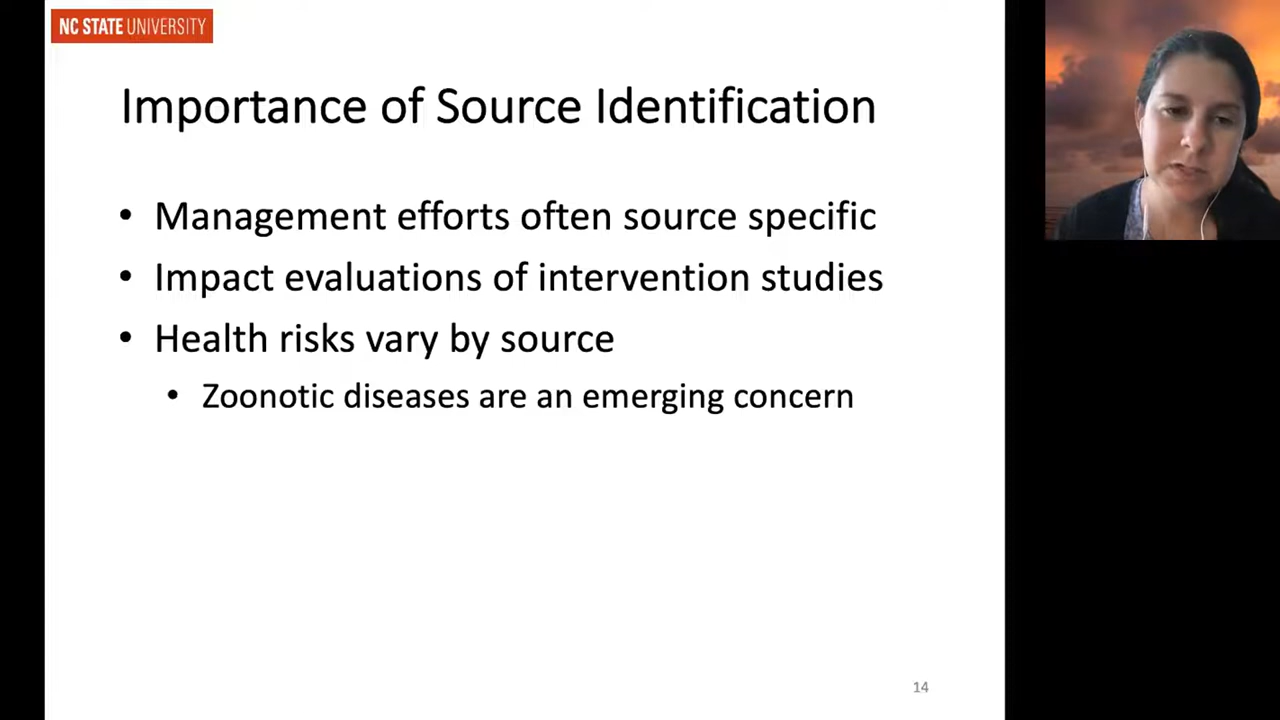 NC STATE UNIVERSITY
Importance of Source Identification
• Management efforts often source specific
• Impact evaluations of intervention studies
• Health risks vary by source
• Zoonotic diseases are an emerging concern
14